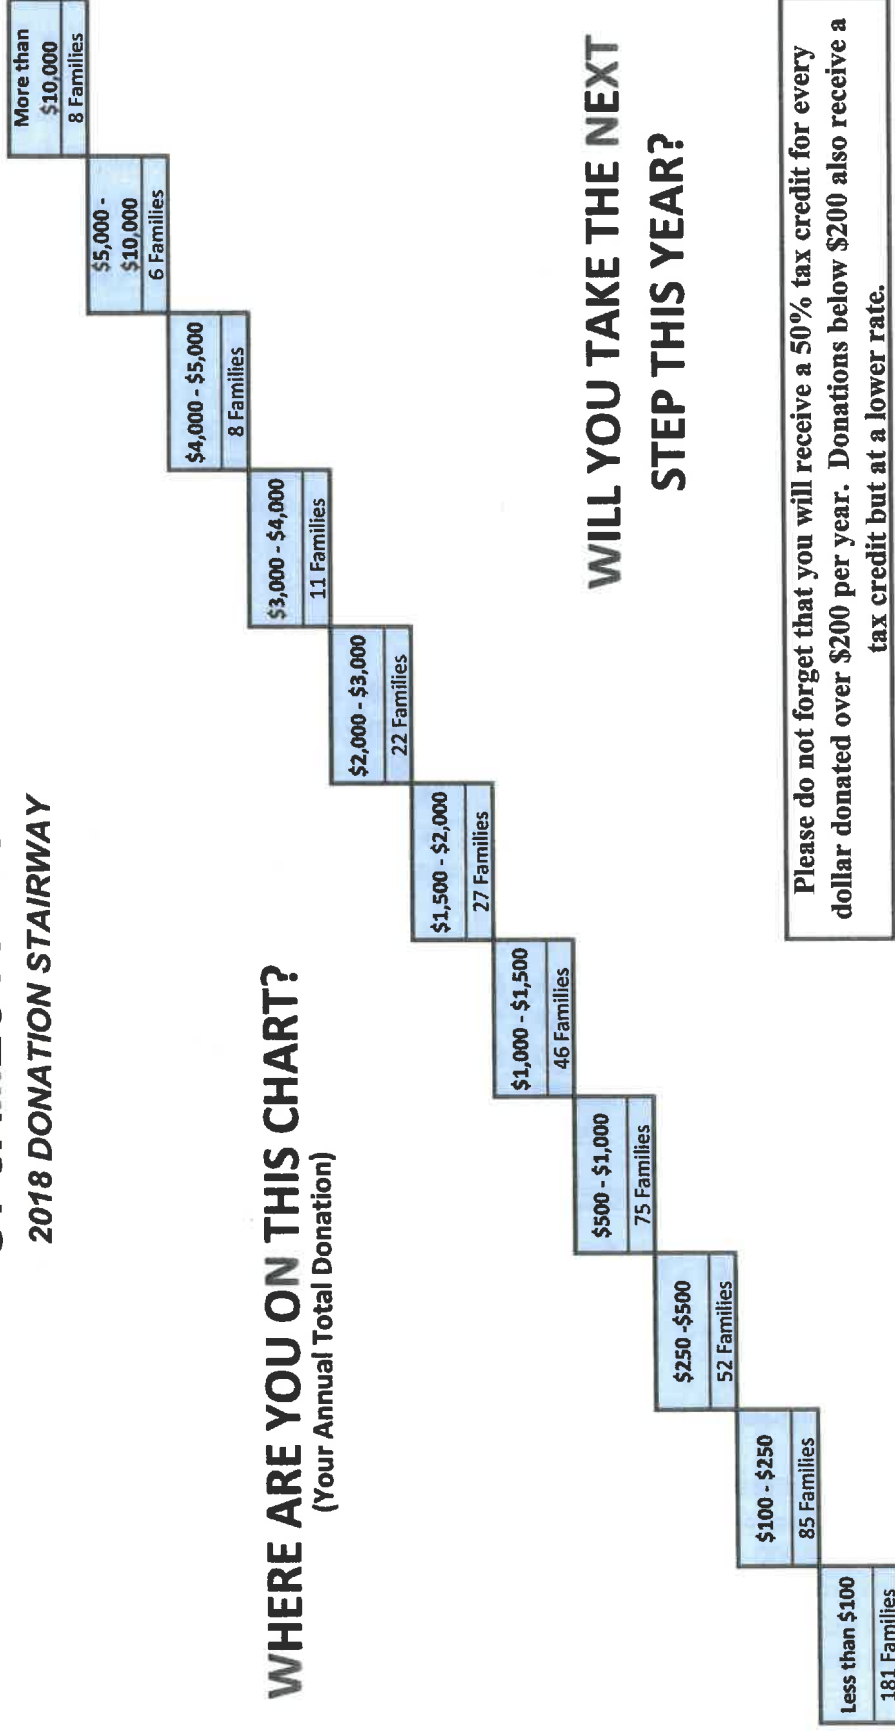 2018 DONATION STAIRWAY
WHERE ARE YOU ON THIS CHART?
(Your Annual Total Donation)
More than
$10,000
8 Families
$5,000 -
$10,000
6 Families
$4,000 - $5,000
8 Families
$3,000 - $4,000
11 Families
$2,000 - $3,000
22 Families
$1,500 - $2,000
27 Families
$1,000 - $1,500
46 Families
$500 - $1,000
75 Families
$250 -$500
52 Families
$100 - $250
85 Families
Less than $100
181 Families
WILL YOU TAKE THE NEXT
STEP THIS YEAR?
Please do not forget that you will receive a 50% tax credit for every
dollar donated over $200 per year. Donations below $200 also receive a
tax credit but at a lower rate.